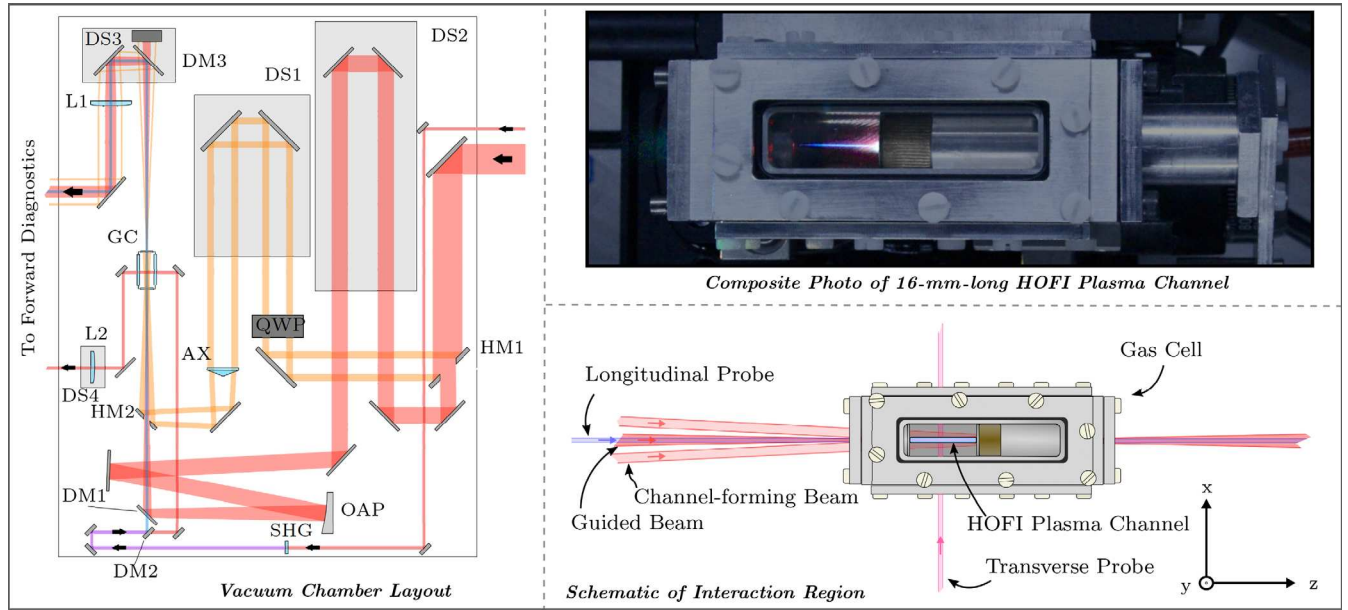 DS3
DS2
DM3
DS1
L1
To Forward Diagnostics
GC
QWP
L2
AX
HM1
DS4
HM2
DM1
OAP
SHG
DM2
Vacuum Chamber Layout
Composite Photo of 16-mm-long HOFI Plasma Channel
Gas Cell
Longitudinal Probe
Channel-forming Beam
Guided Beam
HOFI Plasma Channel
Transverse Probe
x
y
z
Schematic of Interaction Region